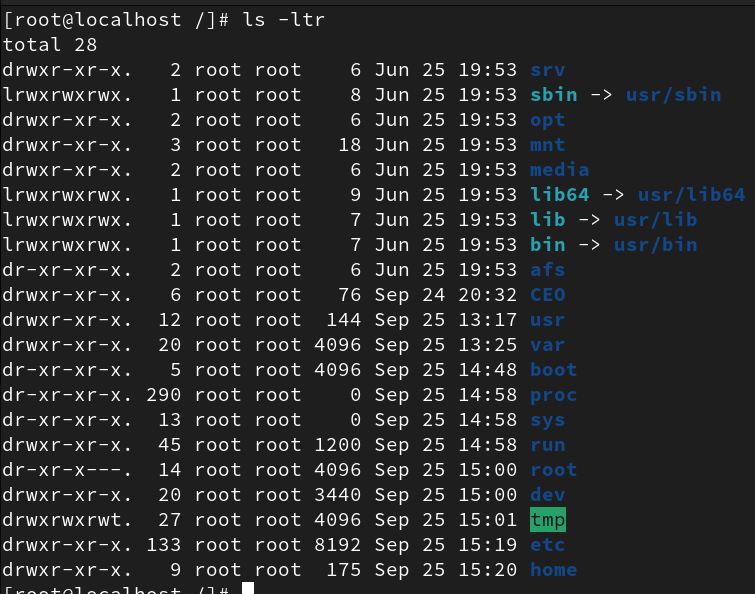 [root@localhost /]# ls -ltr
total 28
drwxr-xr-x.   2 root root    6 Jun 25 19:53 srv
lrwxrwxrwx.   1 root root    8 Jun 25 19:53 sbin -> usr/sbin
drwxr-xr-x.   2 root root    6 Jun 25 19:53 opt
drwxr-xr-x.   3 root root   18 Jun 25 19:53 mnt
drwxr-xr-x.   2 root root    6 Jun 25 19:53 media
lrwxrwxrwx.   1 root root    9 Jun 25 19:53 lib64 -> usr/lib64
lrwxrwxrwx.   1 root root    7 Jun 25 19:53 lib -> usr/lib
lrwxrwxrwx.   1 root root    7 Jun 25 19:53 bin -> usr/bin
dr-xr-xr-x.   2 root root    6 Jun 25 19:53 afs
drwxr-xr-x.   6 root root   76 Sep 24 20:32 CEO
drwxr-xr-x.  12 root root  144 Sep 25 13:17 usr
drwxr-xr-x.  20 root root 4096 Sep 25 13:25 var
dr-xr-xr-x.   5 root root 4096 Sep 25 14:48 boot
dr-xr-xr-x. 290 root root    0 Sep 25 14:58 proc
dr-xr-xr-x.  13 root root    0 Sep 25 14:58 sys
drwxr-xr-x.  45 root root 1200 Sep 25 14:58 run
dr-xr-x---.  14 root root 4096 Sep 25 15:00 root
drwxr-xr-x.  20 root root 3440 Sep 25 15:00 dev
drwxrwxrwt.  27 root root 4096 Sep 25 15:01 tmp
drwxr-xr-x. 133 root root 8192 Sep 25 15:19 etc
drwxr-xr-x.   9 root root  175 Sep 25 15:20 home
[root@localhost /]#